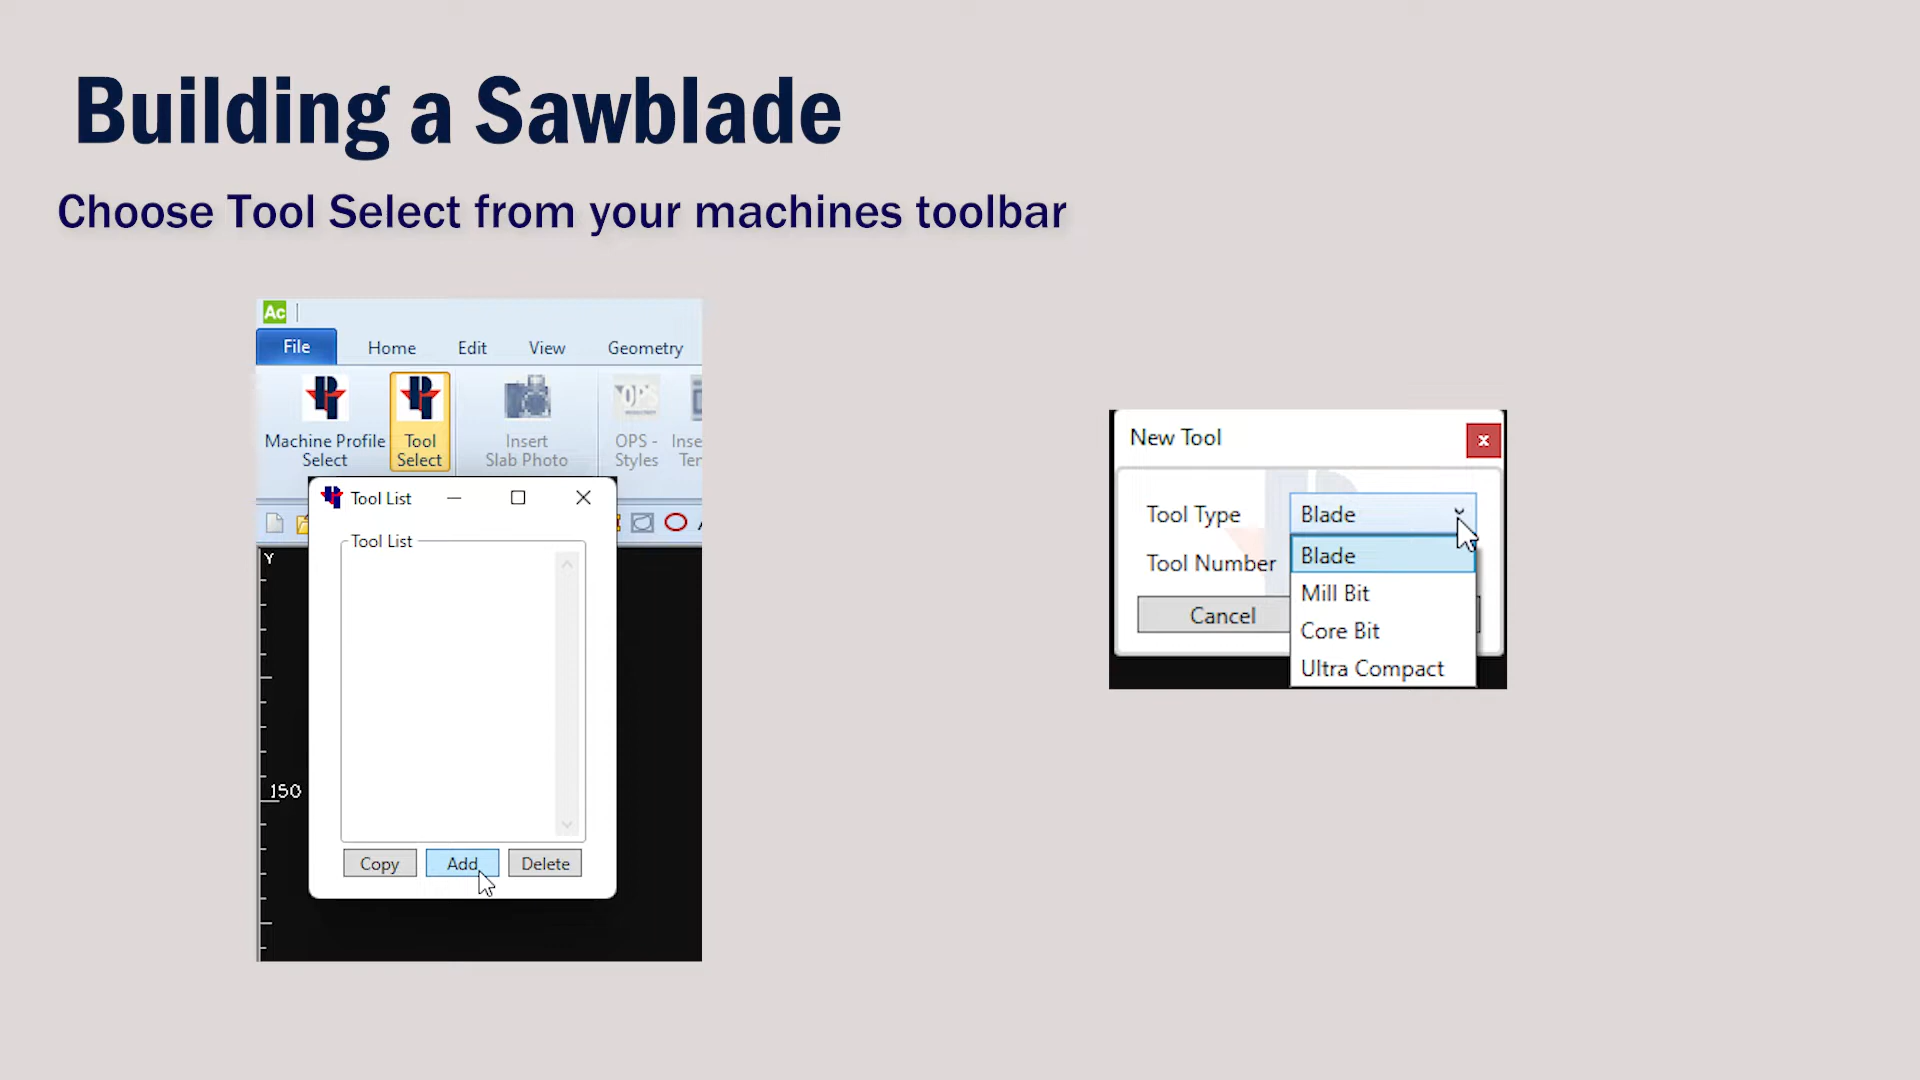 Building a Sawblade
Choose Tool Select from your machines toolbar
Ac
File Home Edit View Geometry
Machine Profile
Select
Tool
Select
Insert
Slab Photo
OPS -
Styles
Tool List
Tool List
Y
150
Copy Add Delete
New Tool
Tool Type Blade
Blade
Tool Number
Mill Bit
Cancel
Core Bit
Ultra Compact